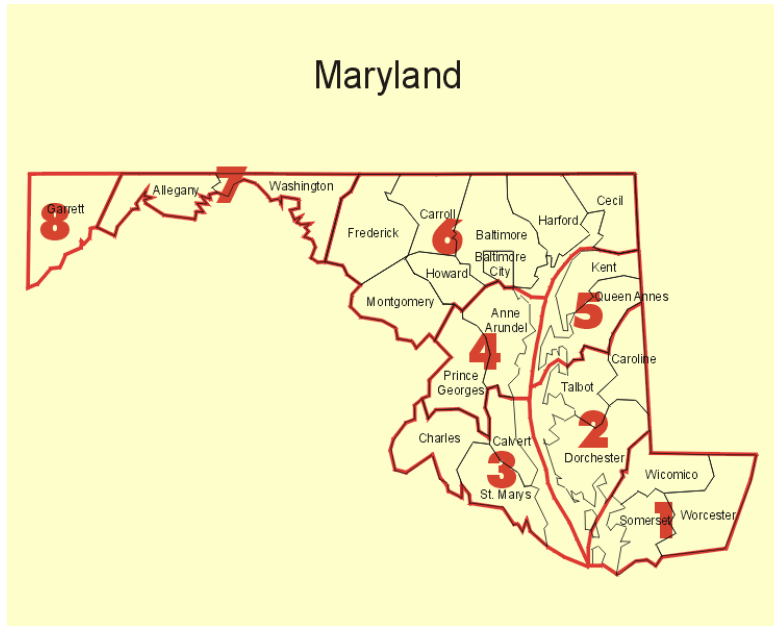 Maryland
7
Allegany
Washington
Garrett
8
Cecil
Carroll
Harford
Frederick
6
Baltimore
Baltimore
City
Kent
Howard
Montgomery
Queen Annes
5
Anne
Arundel
4
Caroline
Prince
Georges
Talbot
2
Charles
Calvert
Dorchester
3
Wicomico
St. Marys
Somerset
1
Worcester